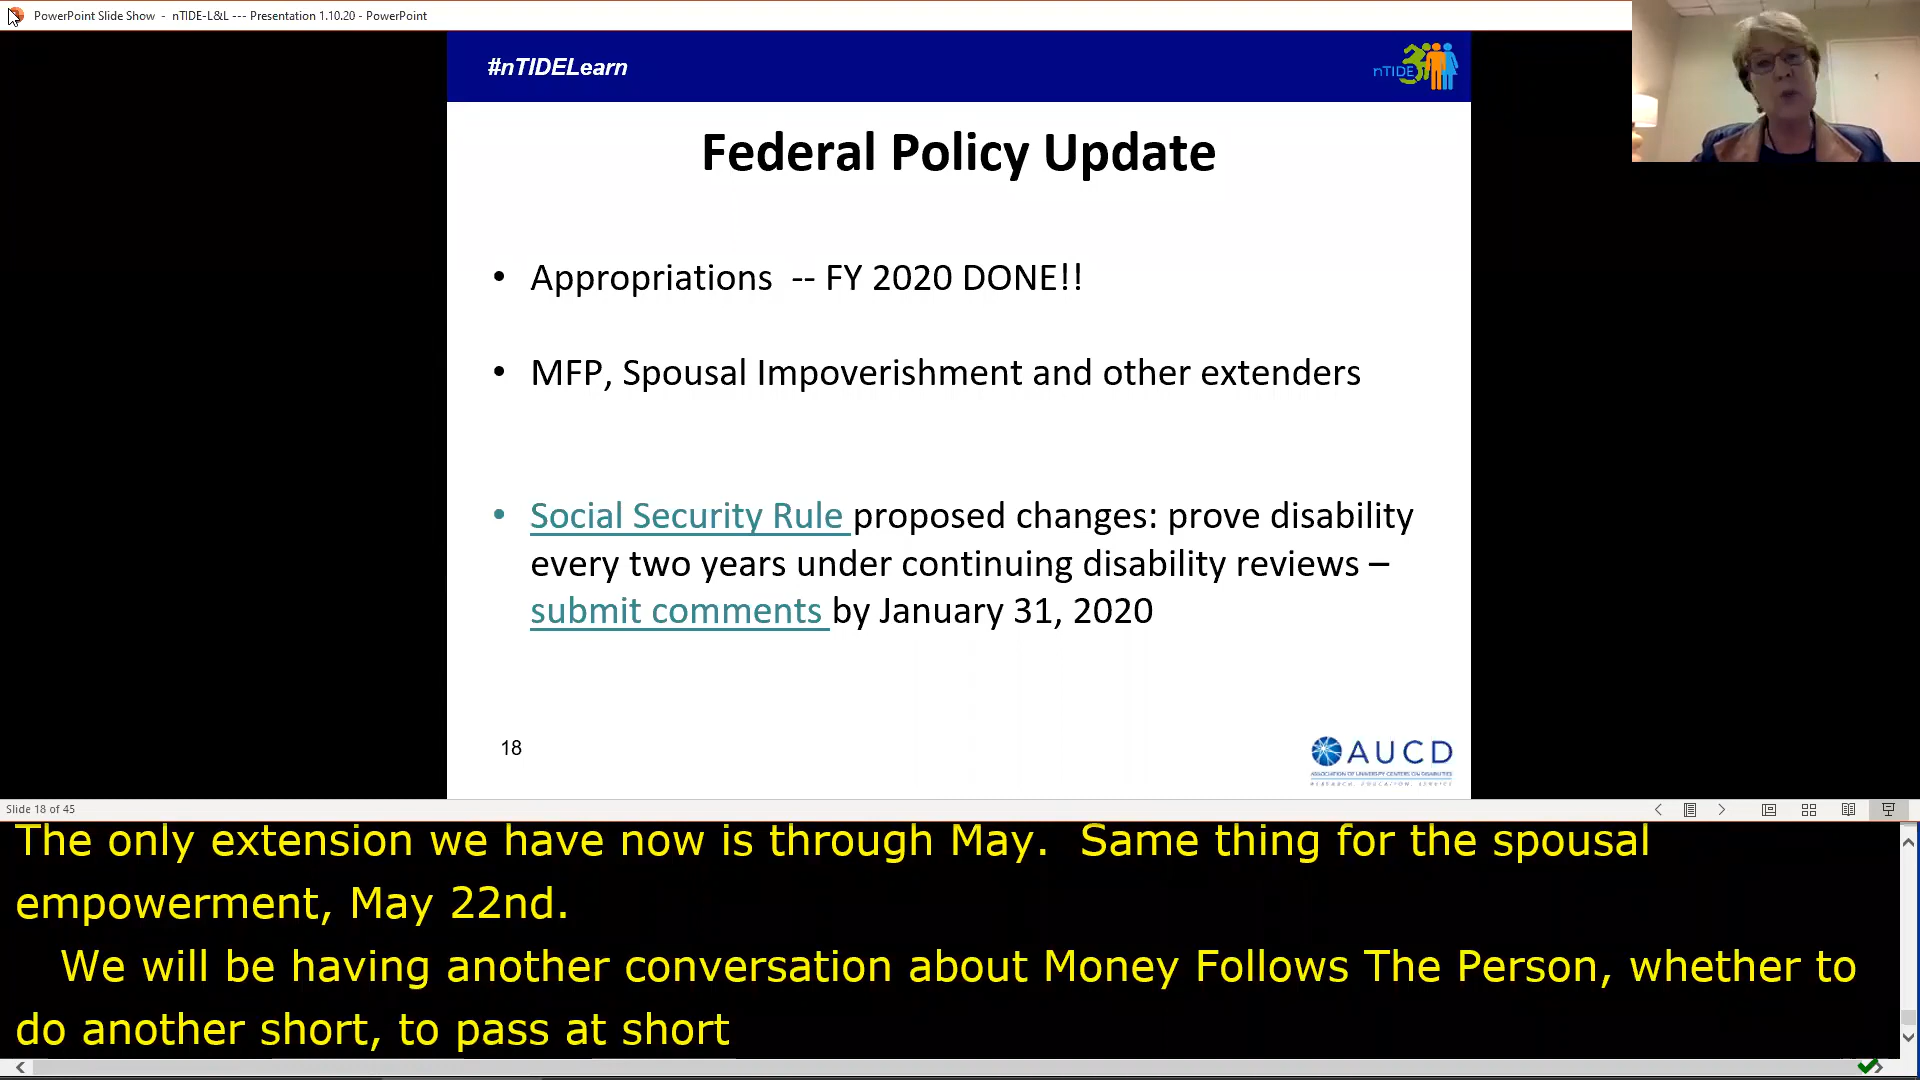 PowerPoint Slide Show - nTIDE-L&L --- Presentation 1.10.20 - PowerPoint
#nTIDELearn
nTIDE
Federal Policy Update
• Appropriations -- FY 2020 DONE!!
• MFP, Spousal Impoverishment and other extenders
• Social Security Rule proposed changes: prove disability
every two years under continuing disability reviews –
submit comments by January 31, 2020
18
AUCD
ASSOCIATION OF UNIVERSITY CENTERS ON DISABILITIES
RESEARCH, EDUCATION, SERVICE
Slide 18 of 45
The only extension we have now is through May. Same thing for the spousal
empowerment, May 22nd.
We will be having another conversation about Money Follows The Person, whether to
do another short, to pass at short